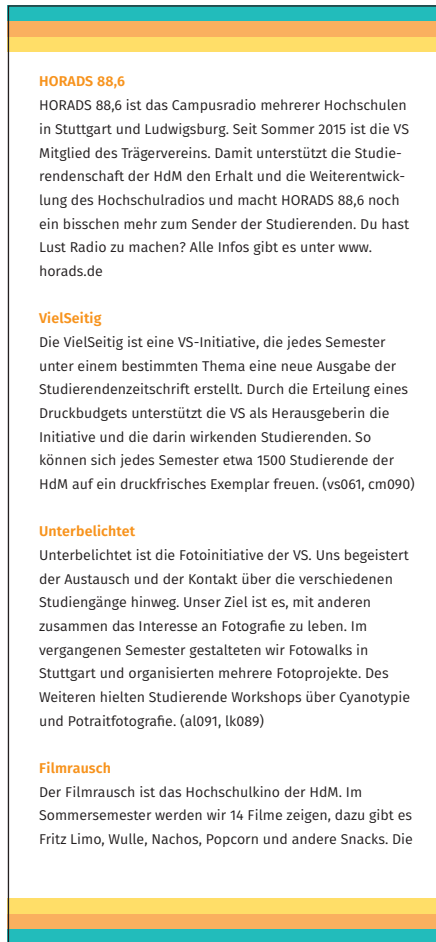 HORADS 88,6
HORADS 88,6 ist das Campusradio mehrerer Hochschulen
in Stuttgart und Ludwigsburg. Seit Sommer 2015 ist die VS
Mitglied des Trägervereins. Damit unterstützt die Studie-
rendenschaft der HdM den Erhalt und die Weiterentwick-
lung des Hochschulradios und macht HORADS 88,6 noch
ein bisschen mehr zum Sender der Studierenden. Du hast
Lust Radio zu machen? Alle Infos gibt es unter www.
horads.de
VielSeitig
Die VielSeitig ist eine VS-Initiative, die jedes Semester
unter einem bestimmten Thema eine neue Ausgabe der
Studierendenzeitschrift erstellt. Durch die Erteilung eines
Druckbudgets unterstützt die VS als Herausgeberin die
Initiative und die darin wirkenden Studierenden. So
können sich jedes Semester etwa 1500 Studierende der
HdM auf ein druckfrisches Exemplar freuen. (vs061, cm090)
Unterbelichtet
Unterbelichtet ist die Fotoinitiative der VS. Uns begeistert
der Austausch und der Kontakt über die verschiedenen
Studiengänge hinweg. Unser Ziel ist es, mit anderen
zusammen das Interesse an Fotografie zu leben. Im
vergangenen Semester gestalteten wir Fotowalks in
Stuttgart und organisierten mehrere Fotoprojekte. Des
Weiteren hielten Studierende Workshops über Cyanotypie
und Potraitfotografie. (al091, lk089)
Filmrausch
Der Filmrausch ist das Hochschulkino der HdM. Im
Sommersemester werden wir 14 Filme zeigen, dazu gibt es
Fritz Limo, Wulle, Nachos, Popcorn und andere Snacks. Die